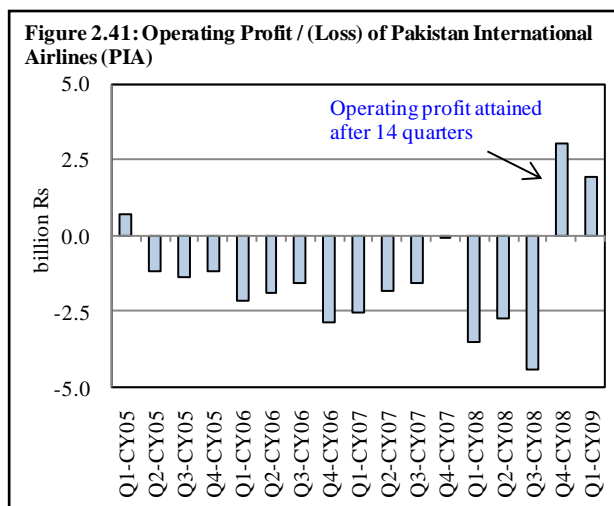 Figure 2.41: Operating Profit / (Loss) of Pakistan International
Airlines (PIA)
5.0
2.5
0.0
-2.5
-5.0
billion Rs
Operating profit attained
after 14 quarters
Q1-CY05
Q2-CY05
Q3-CY05
Q4-CY05
Q1-CY06
Q2-CY06
Q3-CY06
Q4-CY06
Q1-CY07
Q2-CY07
Q3-CY07
Q4-CY07
Q1-CY08
Q2-CY08
Q3-CY08
Q4-CY08
Q1-CY09